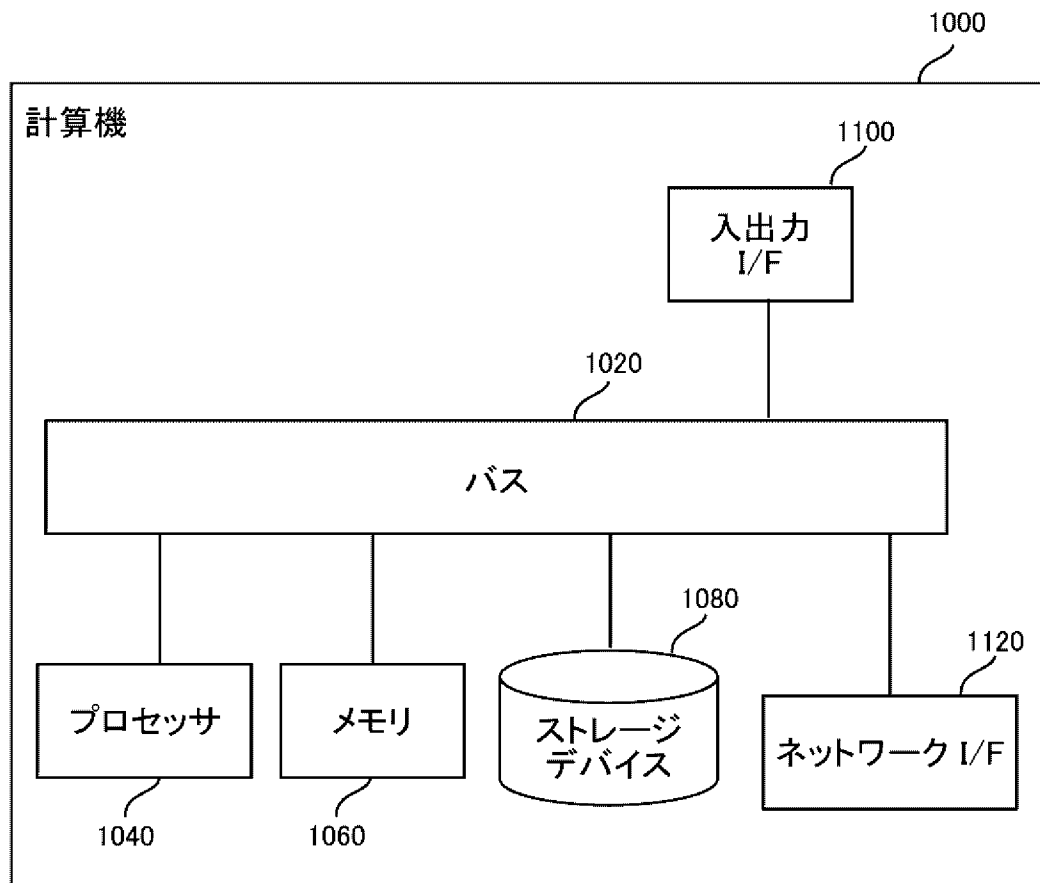 1000
計算機
1100
入出力
I/F
1020
バス
1080
1120
プロセッサ
メモリ
ストレージ
デバイス
ネットワーク I/F
1040
1060